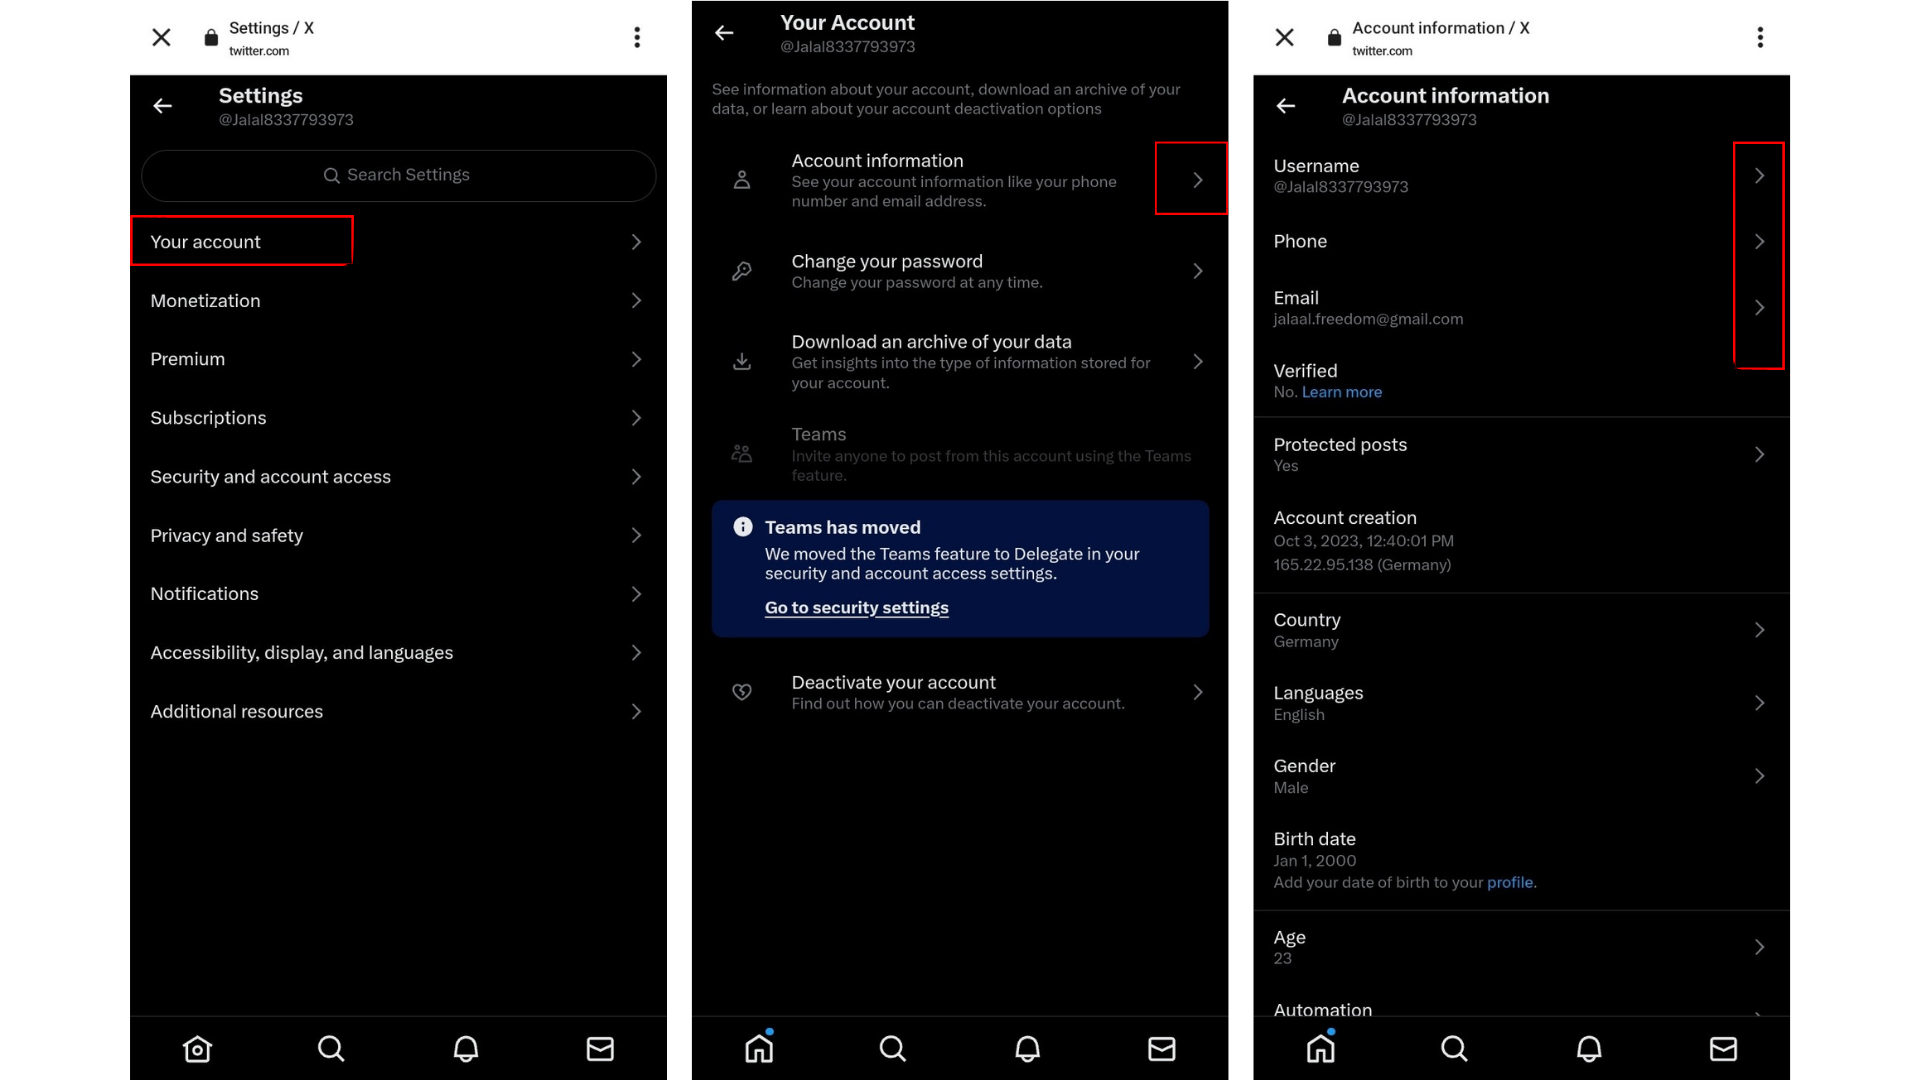 Settings / X
twitter.com
Settings
@Jalal8337793973
Search Settings
Your account
Monetization
Premium
Subscriptions
Security and account access
Privacy and safety
Notifications
Accessibility, display, and languages
Additional resources
Your Account
@Jalal8337793973
See information about your account, download an archive of your
data, or learn about your account deactivation options
Account information
See your account information like your phone
number and email address.
Change your password
Change your password at any time.
Download an archive of your data
Get insights into the type of information stored for
your account.
Teams
Invite anyone to post from this account using the Teams
feature.
Teams has moved
We moved the Teams feature to Delegate in your
security and account access settings.
Go to security settings
Deactivate your account
Find out how you can deactivate your account.
Account information / X
twitter.com
Account information
@Jalal8337793973
Username
@Jalal8337793973
Phone
Email
jalaal.freedom@gmail.com
Verified
No. Learn more
Protected posts
Yes
Account creation
Oct 3, 2023, 12:40:01 PM
165.22.95.138 (Germany)
Country
Germany
Languages
English
Gender
Male
Birth date
Jan 1, 2000
Add your date of birth to your profile.
Age
23
Automation